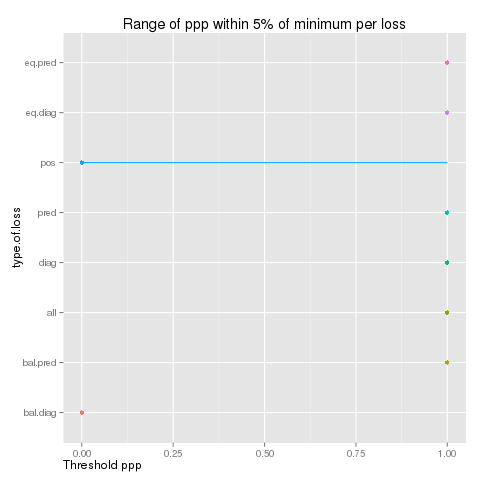 Range of ppp within 5% of minimum per loss
type.of.loss
eq.pred
eq.diag
pos
pred
diag
all
bal.pred
bal.diag
0.00 0.25 0.50 0.75 1.00
Threshold ppp